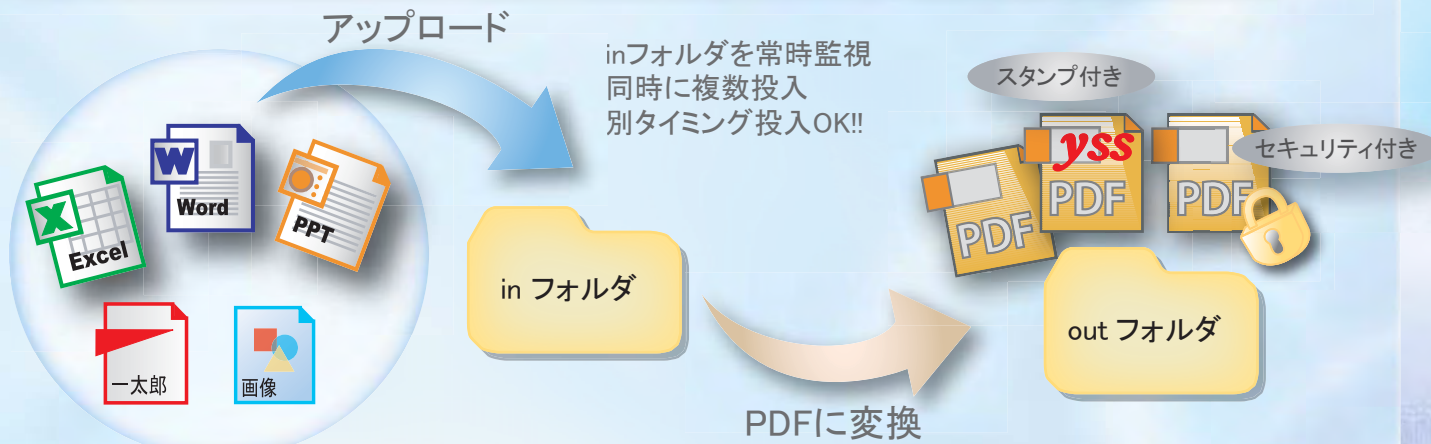 アップロード
inフォルダを常時監視
同時に複数投入
別タイミング投入OK!!
スタンプ付き
セキュリティ付き
X
Excel
W
Word
PPT
一太郎
画像
in フォルダ
PDF
yss
PDF
PDF
out フォルダ
PDFに変換